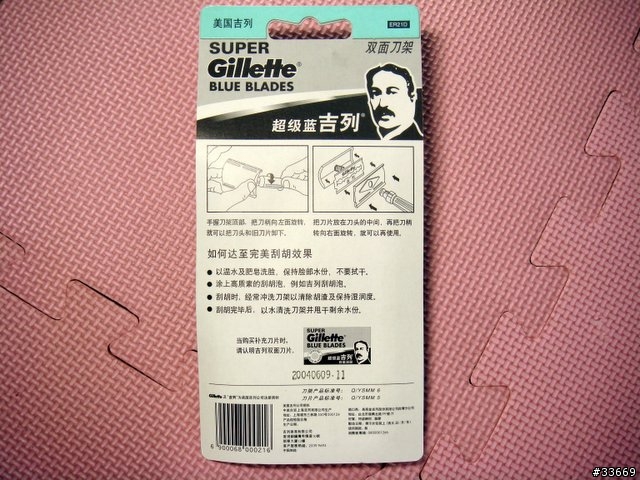 美国吉列
ER21D
SUPER
Gillette®
BLUE BLADES
双面刀架
超级蓝吉列®
手握刀架顶部，把刀柄向左面旋转，
就可以把刀头和旧刀片卸下。
把刀片放在刀头的中间，再把刀柄
转向右面旋转，就可以再使用。
如何达至完美刮胡效果
● 以温水及肥皂洗脸，保持脸部水份，不要拭干。
● 涂上高质素的刮胡泡，例如吉列刮胡泡。
● 刮胡时，经常冲洗刀架以清除胡渣及保持湿润度。
● 刮胡完毕后，以水清洗刀架并甩干剩余水份。
当购买补充刀片时，
请认明吉列双面刀片。
SUPER
Gillette
BLUE BLADES
超级蓝吉列
20040609-11
刀架产品标准号：Q/YSMM 6
刀片产品标准号：Q/YSMM 5
Gillette
6 900068 000216
#33669